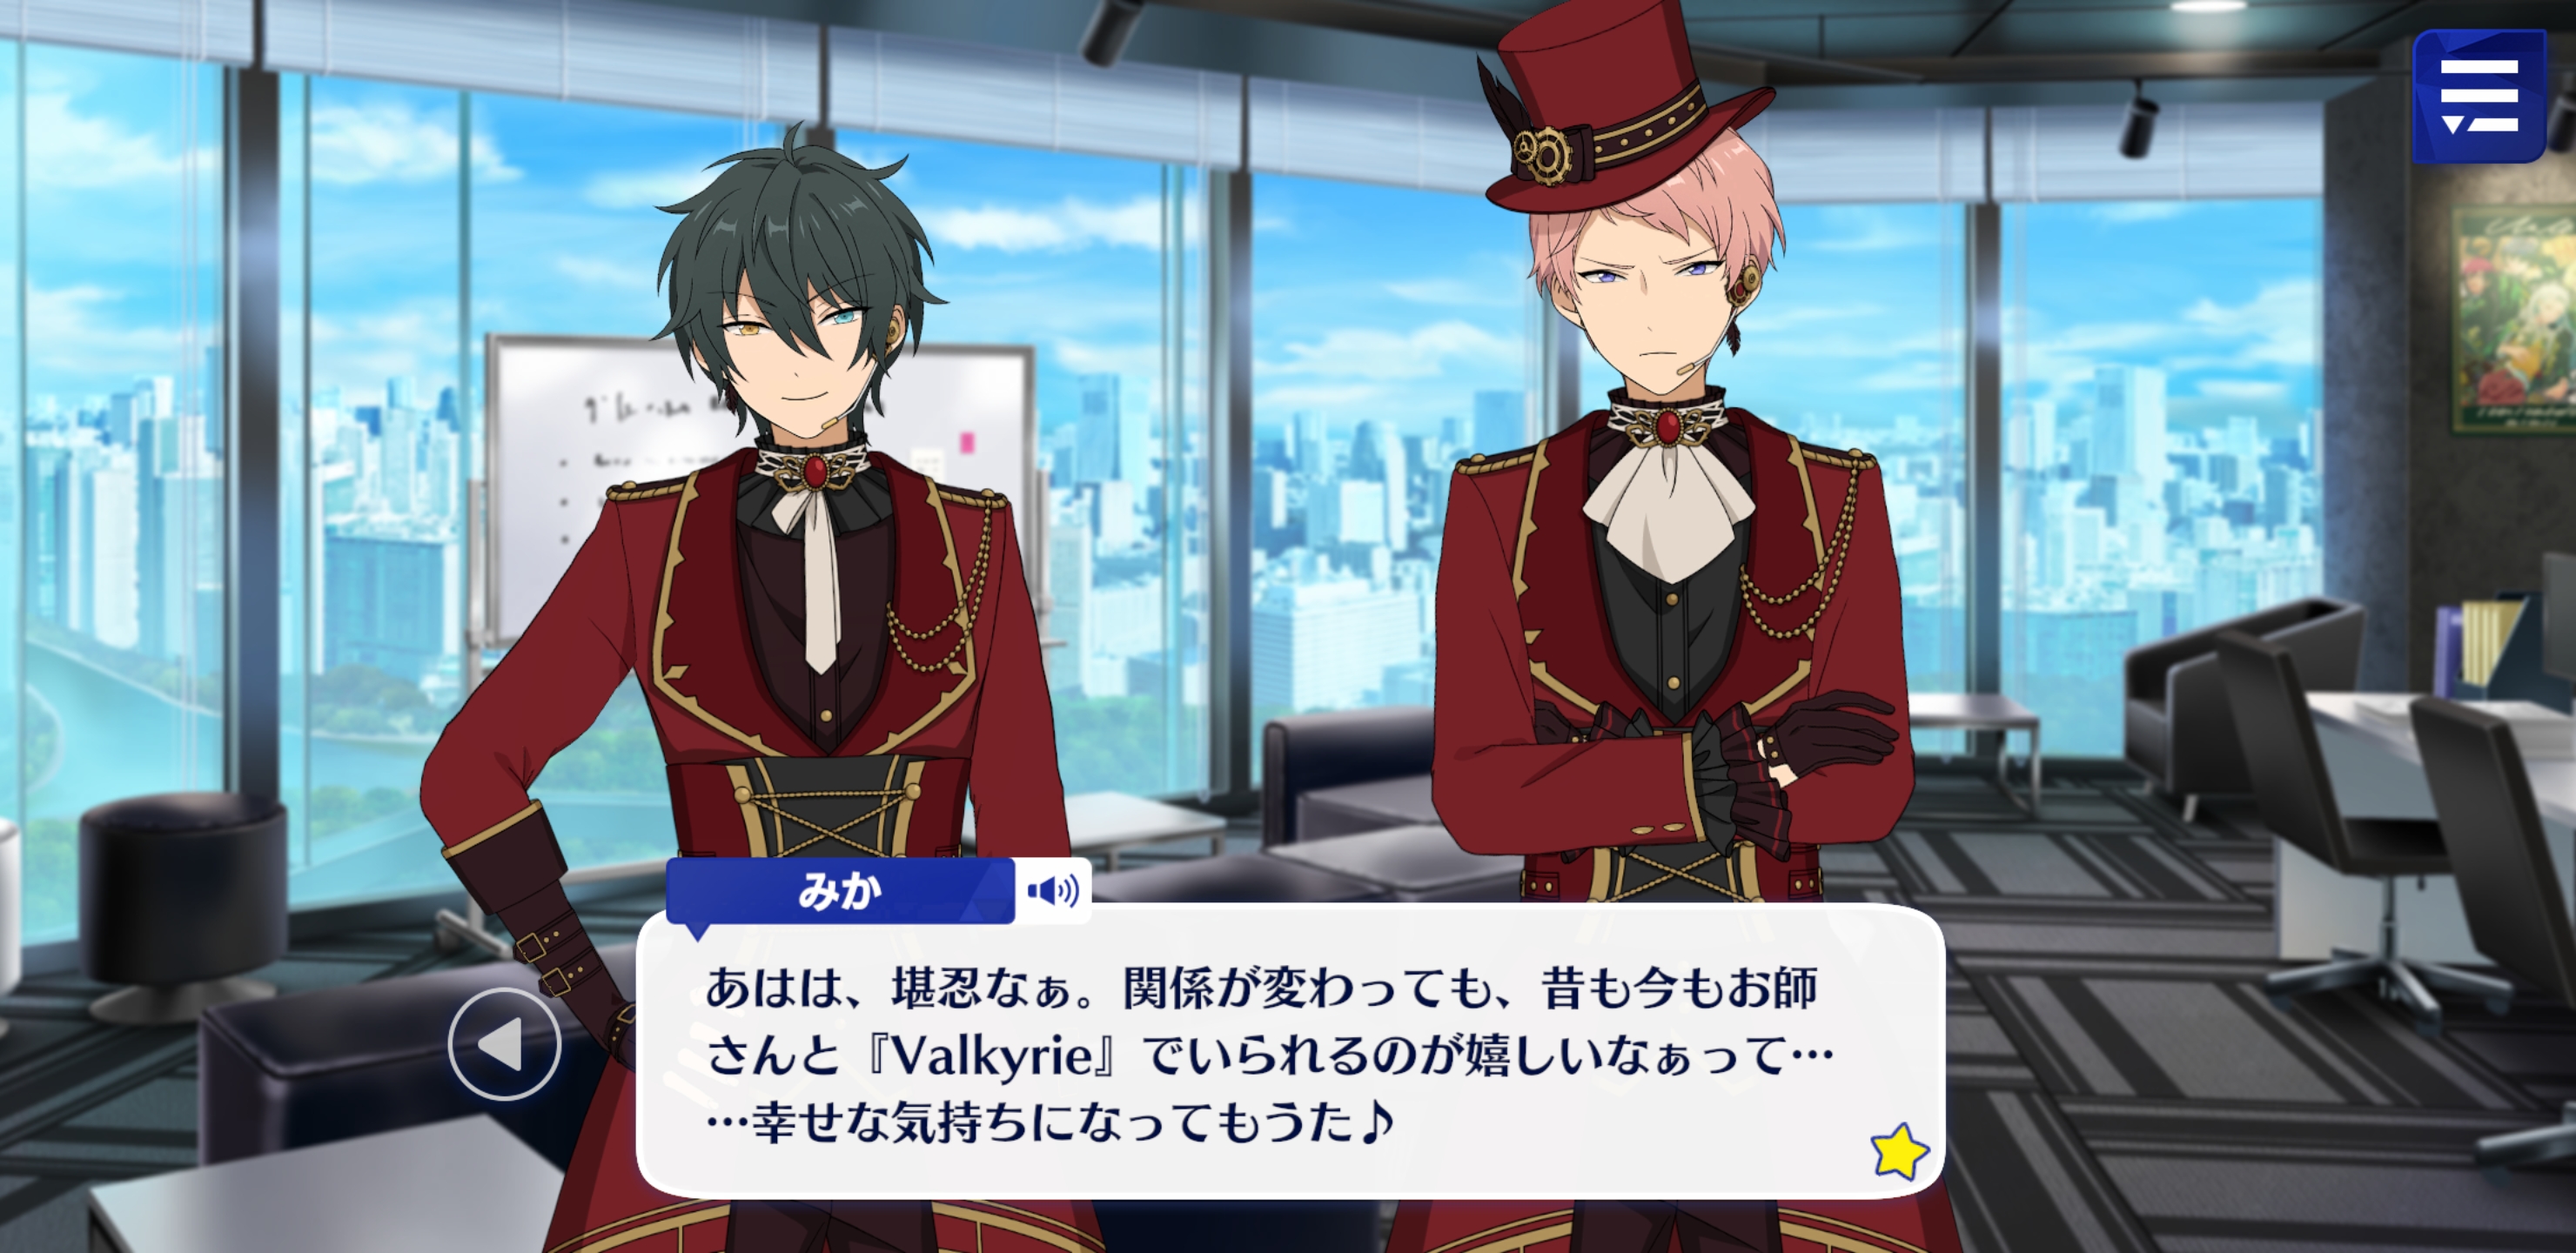 みか
あはは、堪忍なぁ。関係が変わっても、昔も今もお師
さんと『Valkyrie』でいられるのが嬉しいなぁって…
…幸せな気持ちになってもうた♪